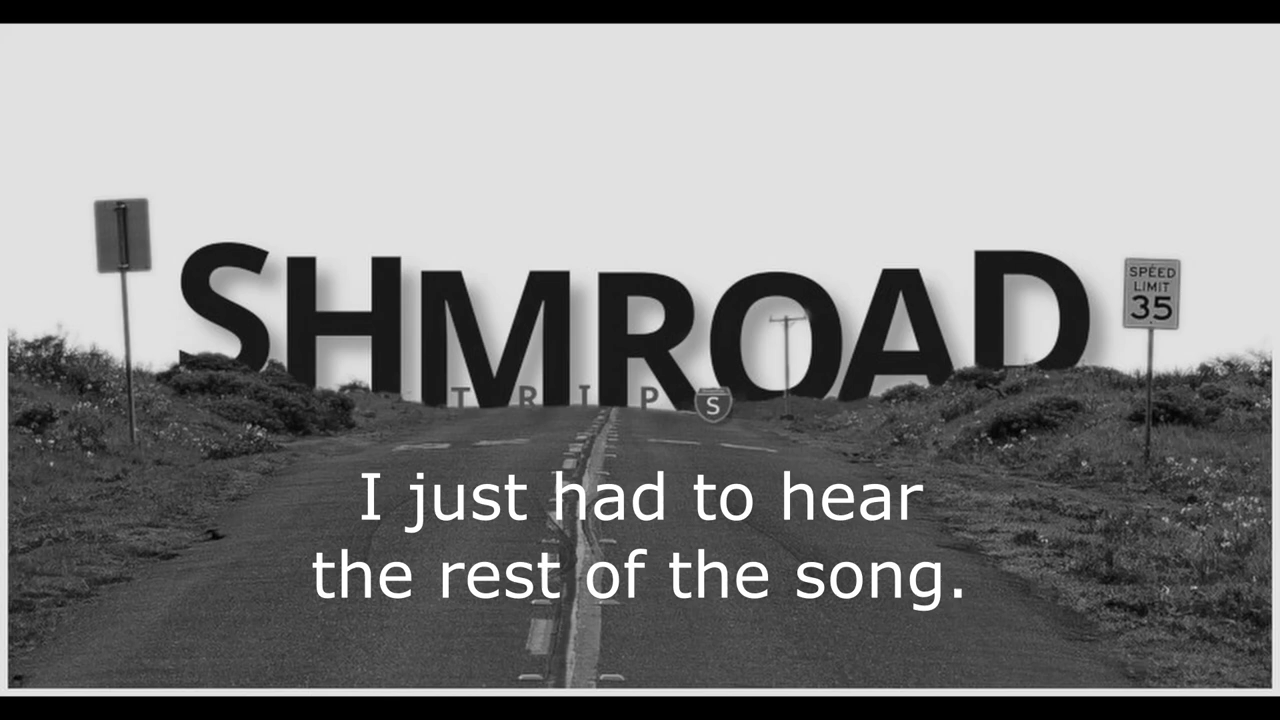 SHMROAD
TRIPS
SPEED
LIMIT
35
I just had to hear
the rest of the song.